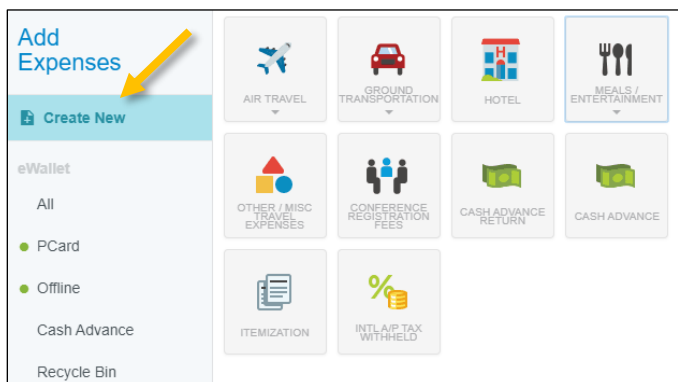 Add
Expenses
Create New
eWallet
All
PCard
Offline
Cash Advance
Recycle Bin
AIR TRAVEL
GROUND
TRANSPORTATION
HOTEL
MEALS /
ENTERTAINMENT
OTHER / MISC
TRAVEL
EXPENSES
CONFERENCE
REGISTRATION
FEES
CASH ADVANCE
RETURN
CASH ADVANCE
ITEMIZATION
INTL A/P TAX
WITHHELD